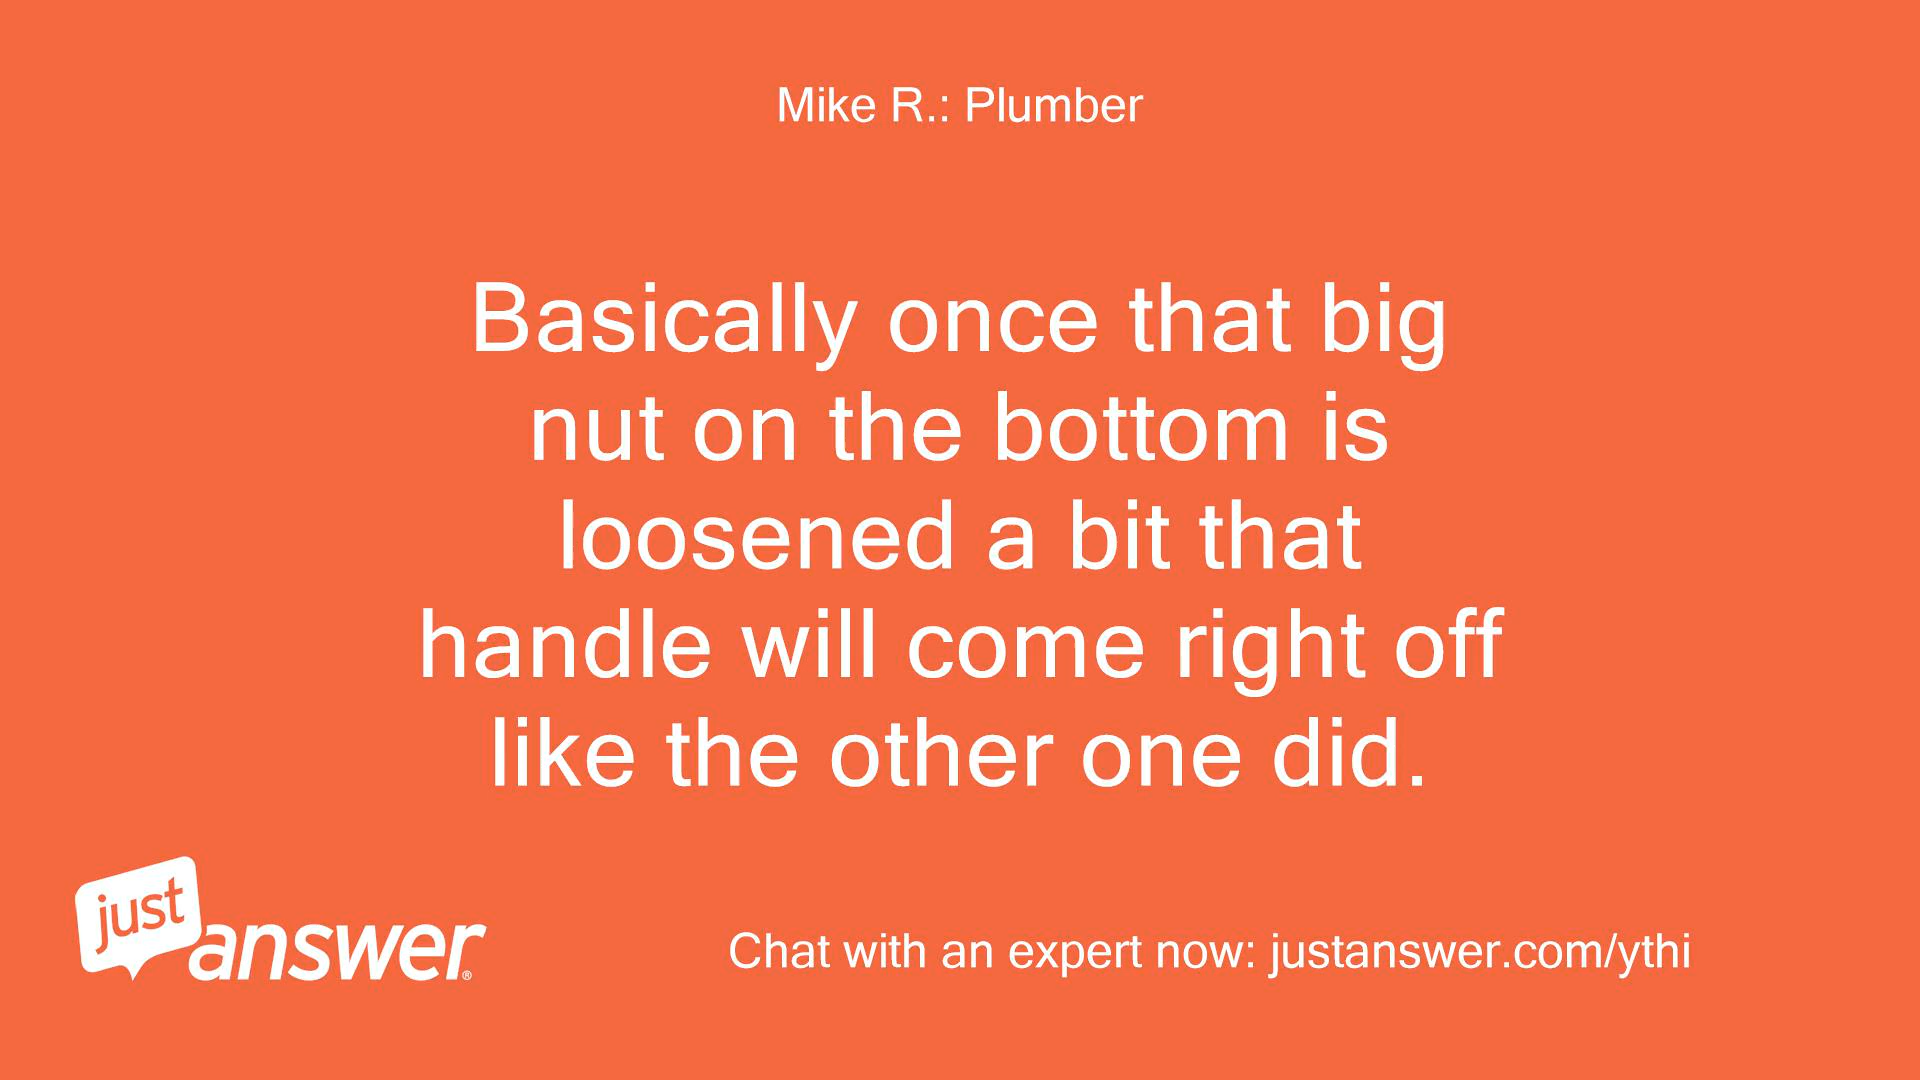 Mike R.: Plumber
Basically once that big
nut on the bottom is
loosened a bit that
handle will come right off
like the other one did.
just
answer®
Chat with an expert now: justanswer.com/ythi